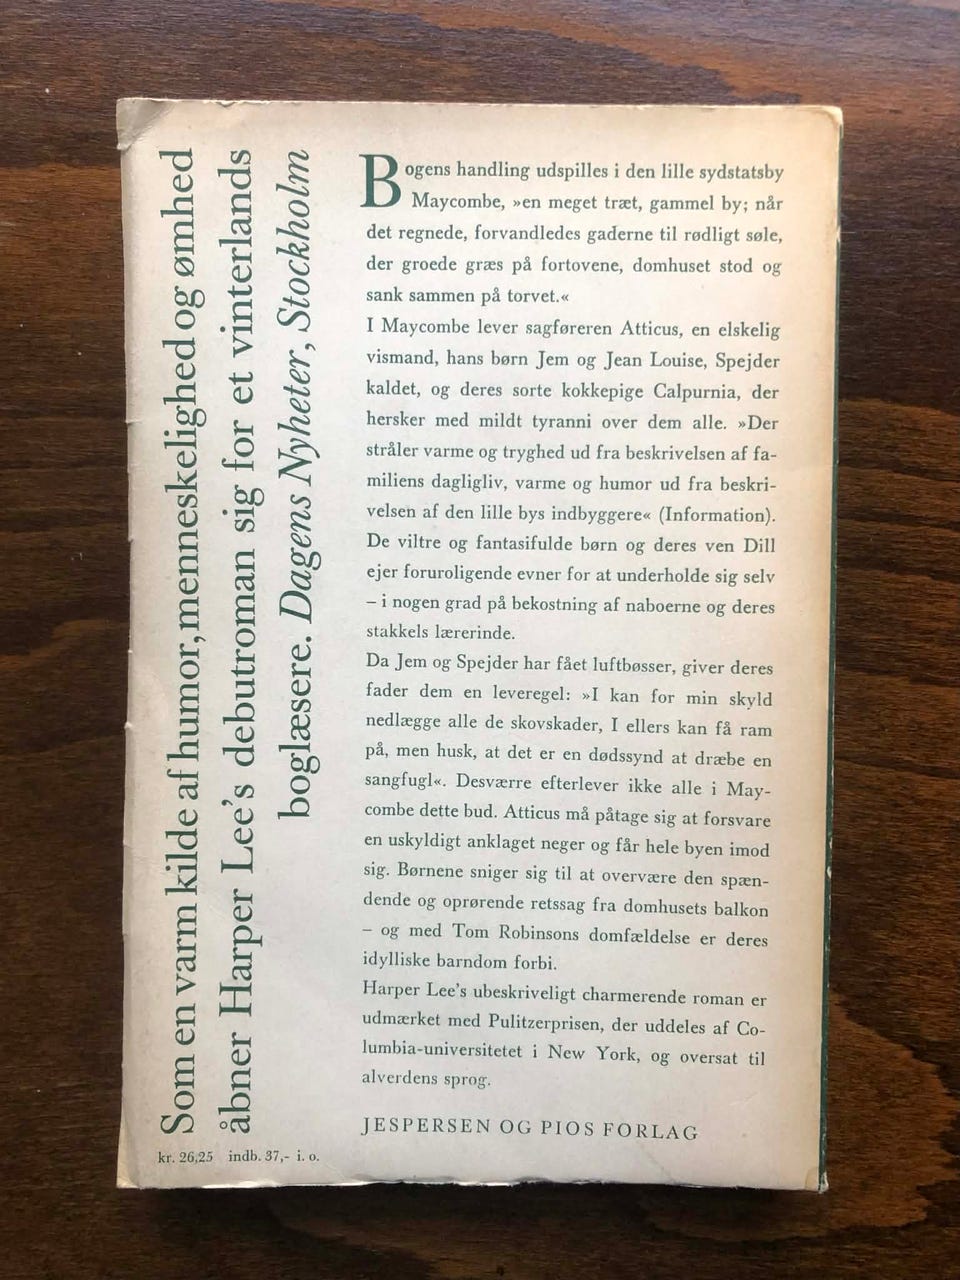 Som en varm kilde af humor, menneskelighed og ømhed
åbner Harper Lee's debutroman sig for et vinterlands
boglæsere. Dagens Nyheter, Stockholm
Bogens handling udspilles i den lille sydstatsby
Maycombe, »en meget træt, gammel by; når
det regnede, forvandledes gaderne til rødligt søle,
der groede græs på fortovene, domhuset stod og
sank sammen på torvet.«
I Maycombe lever sagføreren Atticus, en elskelig
vismand, hans børn Jem og Jean Louise, Spejder
kaldet, og deres sorte kokkepige Calpurnia, der
hersker med mildt tyranni over dem alle. »Der
stråler varme og tryghed ud fra beskrivelsen af fa-
miliens dagligliv, varme og humor ud fra beskri-
velsen af den lille bys indbyggere« (Information).
De viltre og fantasifulde børn og deres ven Dill
ejer foruroligende evner for at underholde sig selv
– i nogen grad på bekostning af naboerne og deres
stakkels lærerinde.
Da Jem og Spejder har fået luftbøsser, giver deres
fader dem en leveregel: »I kan for min skyld
nedlægge alle de skovskader, I ellers kan få ram
på, men husk, at det er en dødssynd at dræbe en
sangfugl«. Desværre efterlever ikke alle i May-
combe dette bud. Atticus må påtage sig at forsvare
en uskyldigt anklaget neger og får hele byen imod
sig. Børnene sniger sig til at overvære den spæn-
dende og oprørende retssag fra domhusets balkon
– og med Tom Robinsons domfældelse er deres
idylliske barndom forbi.
Harper Lee's ubeskriveligt charmerende roman er
udmærket med Pulitzerprisen, der uddeles af Co-
lumbia-universitetet i New York, og oversat til
alverdens sprog.
JESPERSEN OG PIOS FORLAG
kr. 26,25 indb. 37,- i. o.